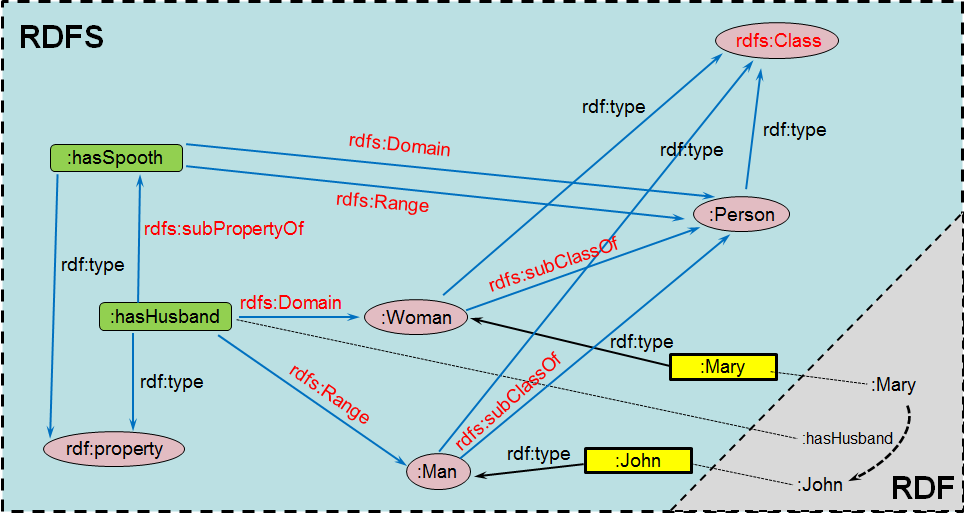 RDFS
rdfs:Class
rdf:type
rdf:type
rdf:type
rdfs:Domain
:hasSpooth
rdfs:Range
:Person
rdfs:subPropertyOf
rdf:type
rdfs:subClassOf
rdfs:Domain
:hasHusband
:Woman
rdf:type
:Mary
:Mary
rdf:type
rdfs:Range
rdfs:subClassOf
:hasHusband
rdf:property
rdf:type
:John
:Man
:John
RDF